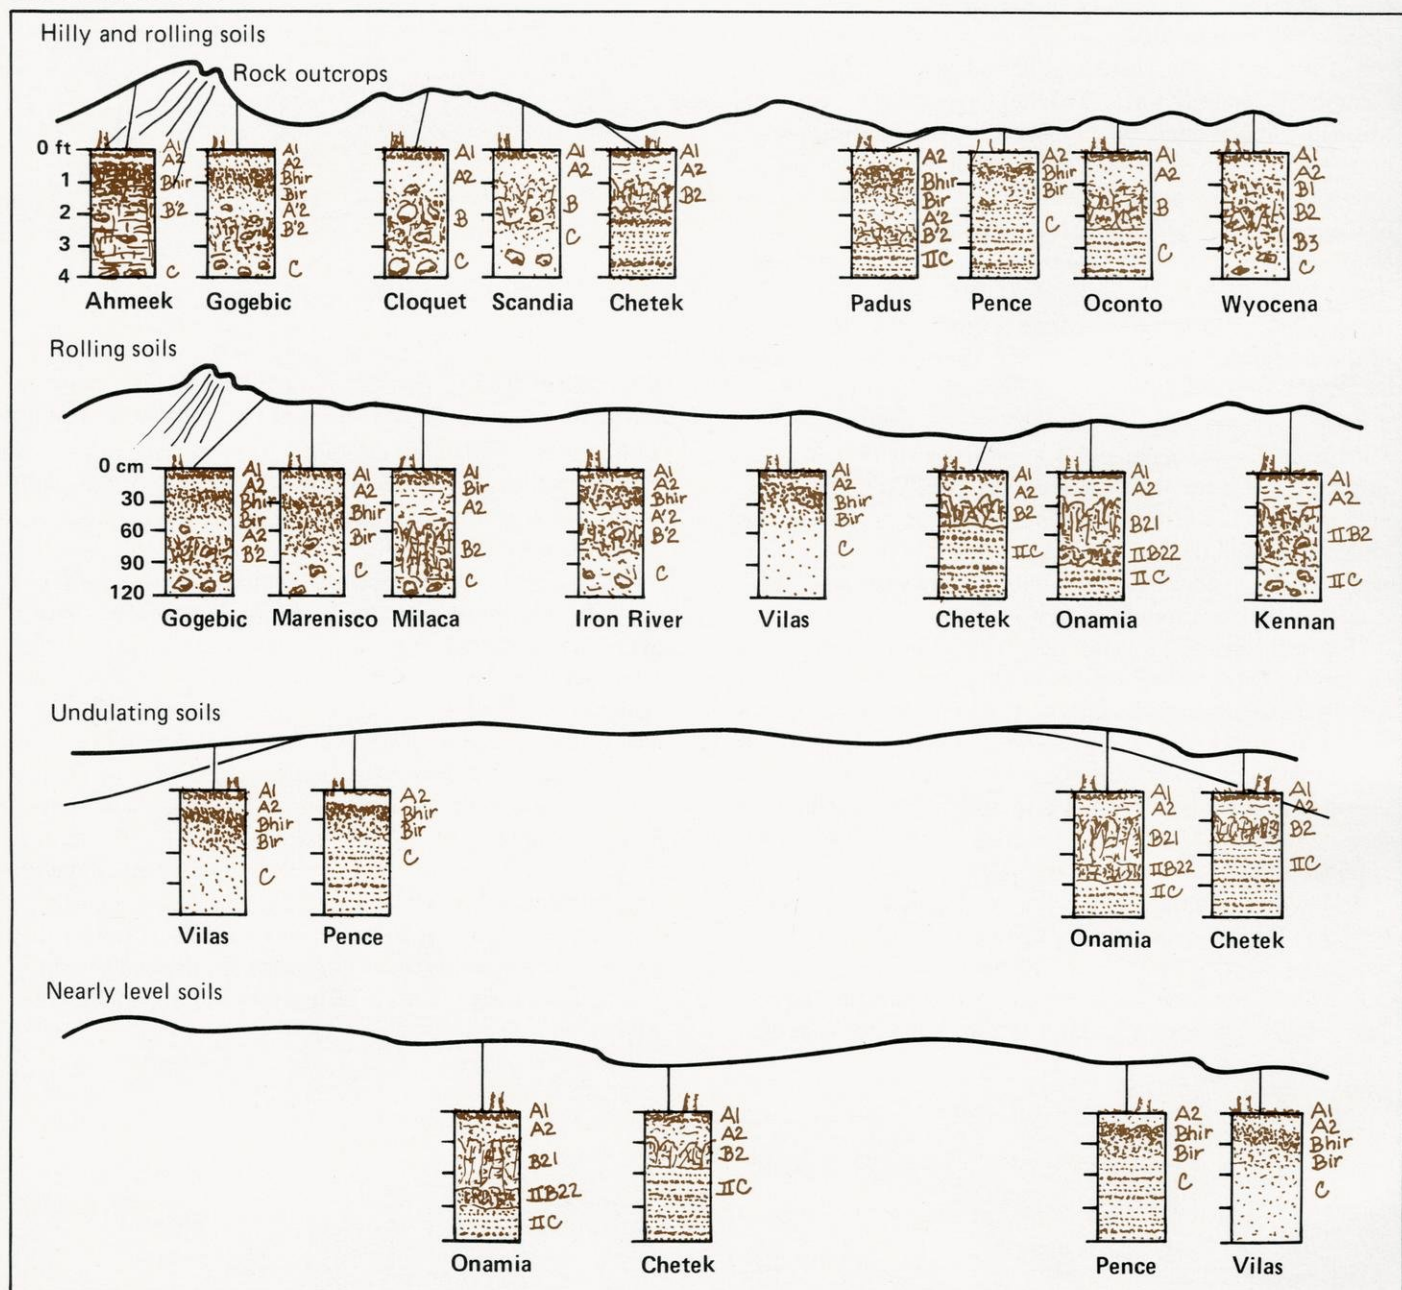 Hilly and rolling soils
Rock outcrops
0 ft
1
2
3
4
A1
A2
Bhir
B'2
C
Ahmeek
A1
A2
Bhir
Bir
A'2
B'2
C
Gogebic
A1
A2
B
C
Cloquet
A1
A2
B
C
Scandia
A1
A2
B2
Chetek
A2
Bhir
Bir
A'2
B'2
IIC
Padus
A2
Bhir
Bir
C
Pence
A1
A2
B
C
Oconto
A1
A2
B1
B2
B3
C
Wyocena
Rolling soils
0 cm
30
60
90
120
A1
A2
Bhir
Bir
A2
B'2
Gogebic
A1
A2
Bhir
Bir
C
Marenisco
A1
Bir
A2
B2
C
Milaca
A1
A2
Bhir
A'2
B'2
C
Iron River
A1
A2
Bhir
Bir
C
Vilas
A1
A2
B2
IIC
Chetek
A1
A2
B21
IIB22
IIC
Onamia
A1
A2
IIB2
IIC
Kennan
Undulating soils
A1
A2
Bhir
Bir
C
Vilas
A2
Bhir
Bir
C
Pence
A1
A2
B21
IIB22
IIC
Onamia
A1
A2
B2
IIC
Chetek
Nearly level soils
A1
A2
B21
IIB22
IIC
Onamia
A1
A2
B2
IIC
Chetek
A2
Bhir
Bir
C
Pence
A1
A2
Bhir
Bir
C
Vilas